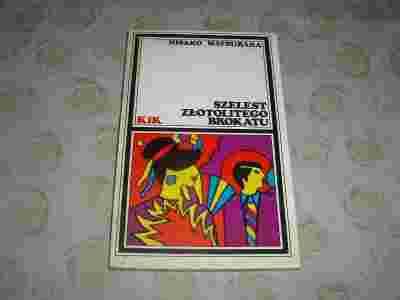 HISAKO MATSUBARA
SZELEST
ZŁOTOLITEGO
BROKATU
KIK